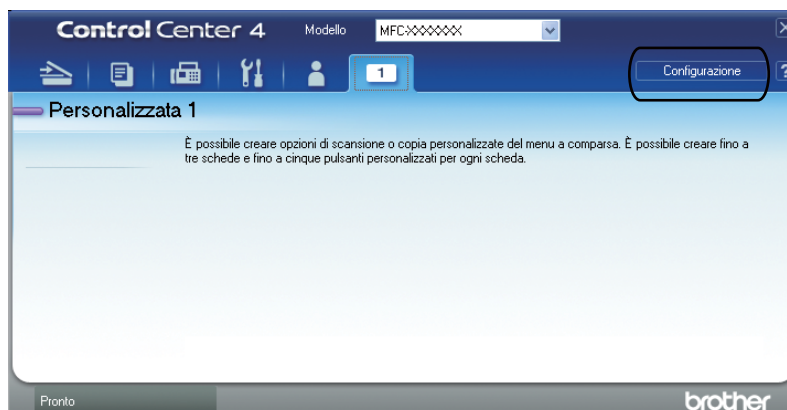 Control Center 4
Modello
MFC-XXXXXX
1
Configurazione
?
Personalizzata 1
È possibile creare opzioni di scansione o copia personalizzate del menu a comparsa. È possibile creare fino a
tre schede e fino a cinque pulsanti personalizzati per ogni scheda.
Pronto
brother